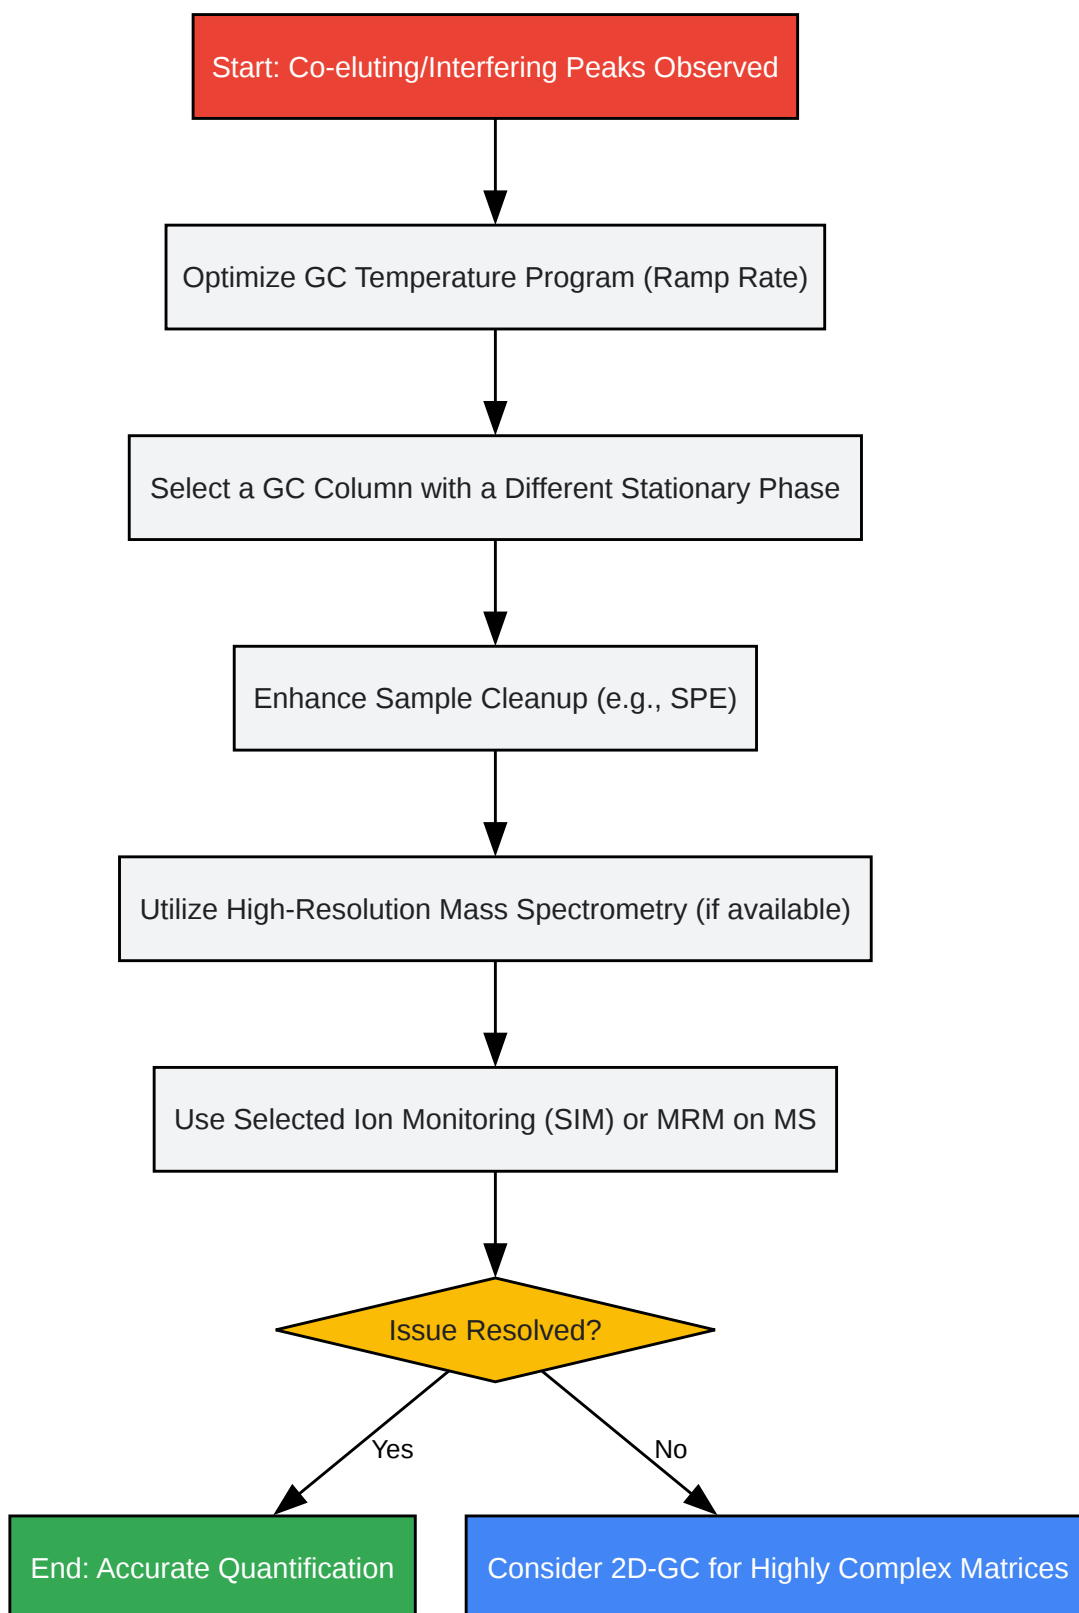 Start: Co-eluting/Interfering Peaks Observed
Optimize GC Temperature Program (Ramp Rate)
Select a GC Column with a Different Stationary Phase
Enhance Sample Cleanup (e.g., SPE)
Utilize High-Resolution Mass Spectrometry (if available)
Use Selected Ion Monitoring (SIM) or MRM on MS
Issue Resolved?
Yes
No
End: Accurate Quantification
Consider 2D-GC for Highly Complex Matrices